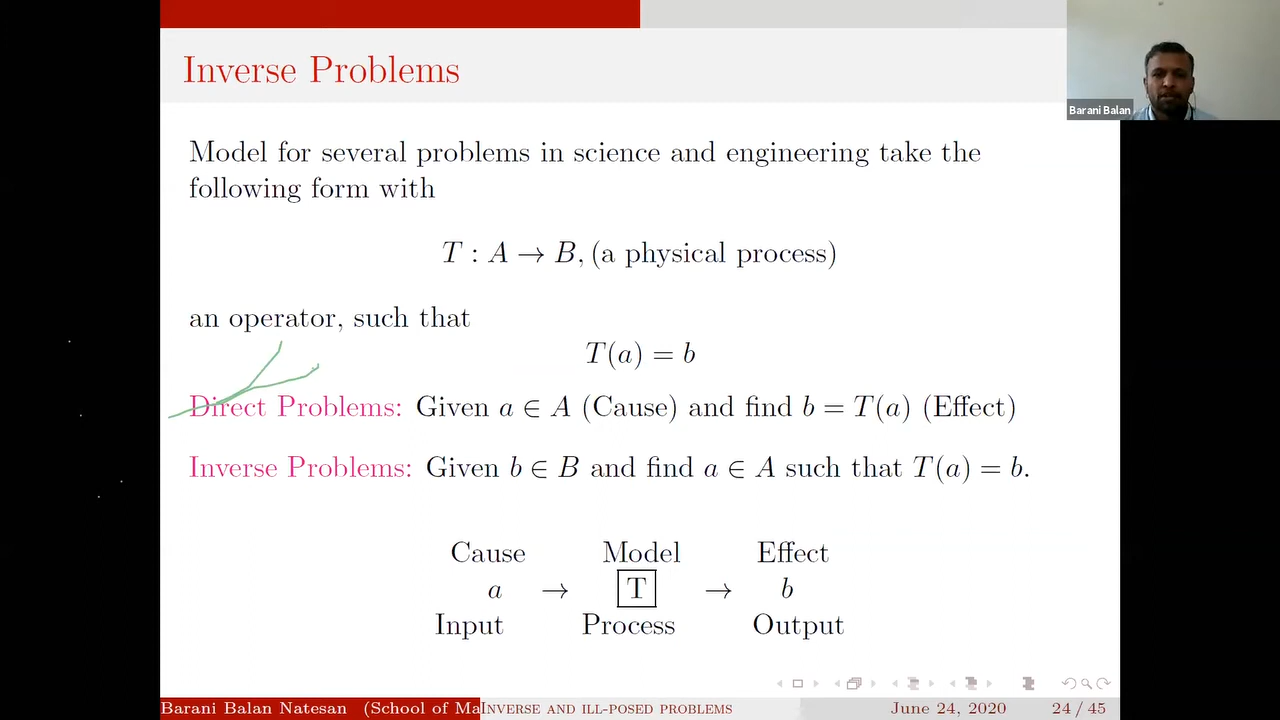 Inverse Problems
Barani Balan
Model for several problems in science and engineering take the
following form with
T : A → B, (a physical process)
an operator, such that
T(a) = b
Direct Problems: Given a ∈ A (Cause) and find b = T(a) (Effect)
Inverse Problems: Given b ∈ B and find a ∈ A such that T(a) = b.
Cause Model Effect
a → T → b
Input Process Output
Barani Balan Natesan (School of Ma INVERSE AND ILL-POSED PROBLEMS June 24, 2020 24 / 45